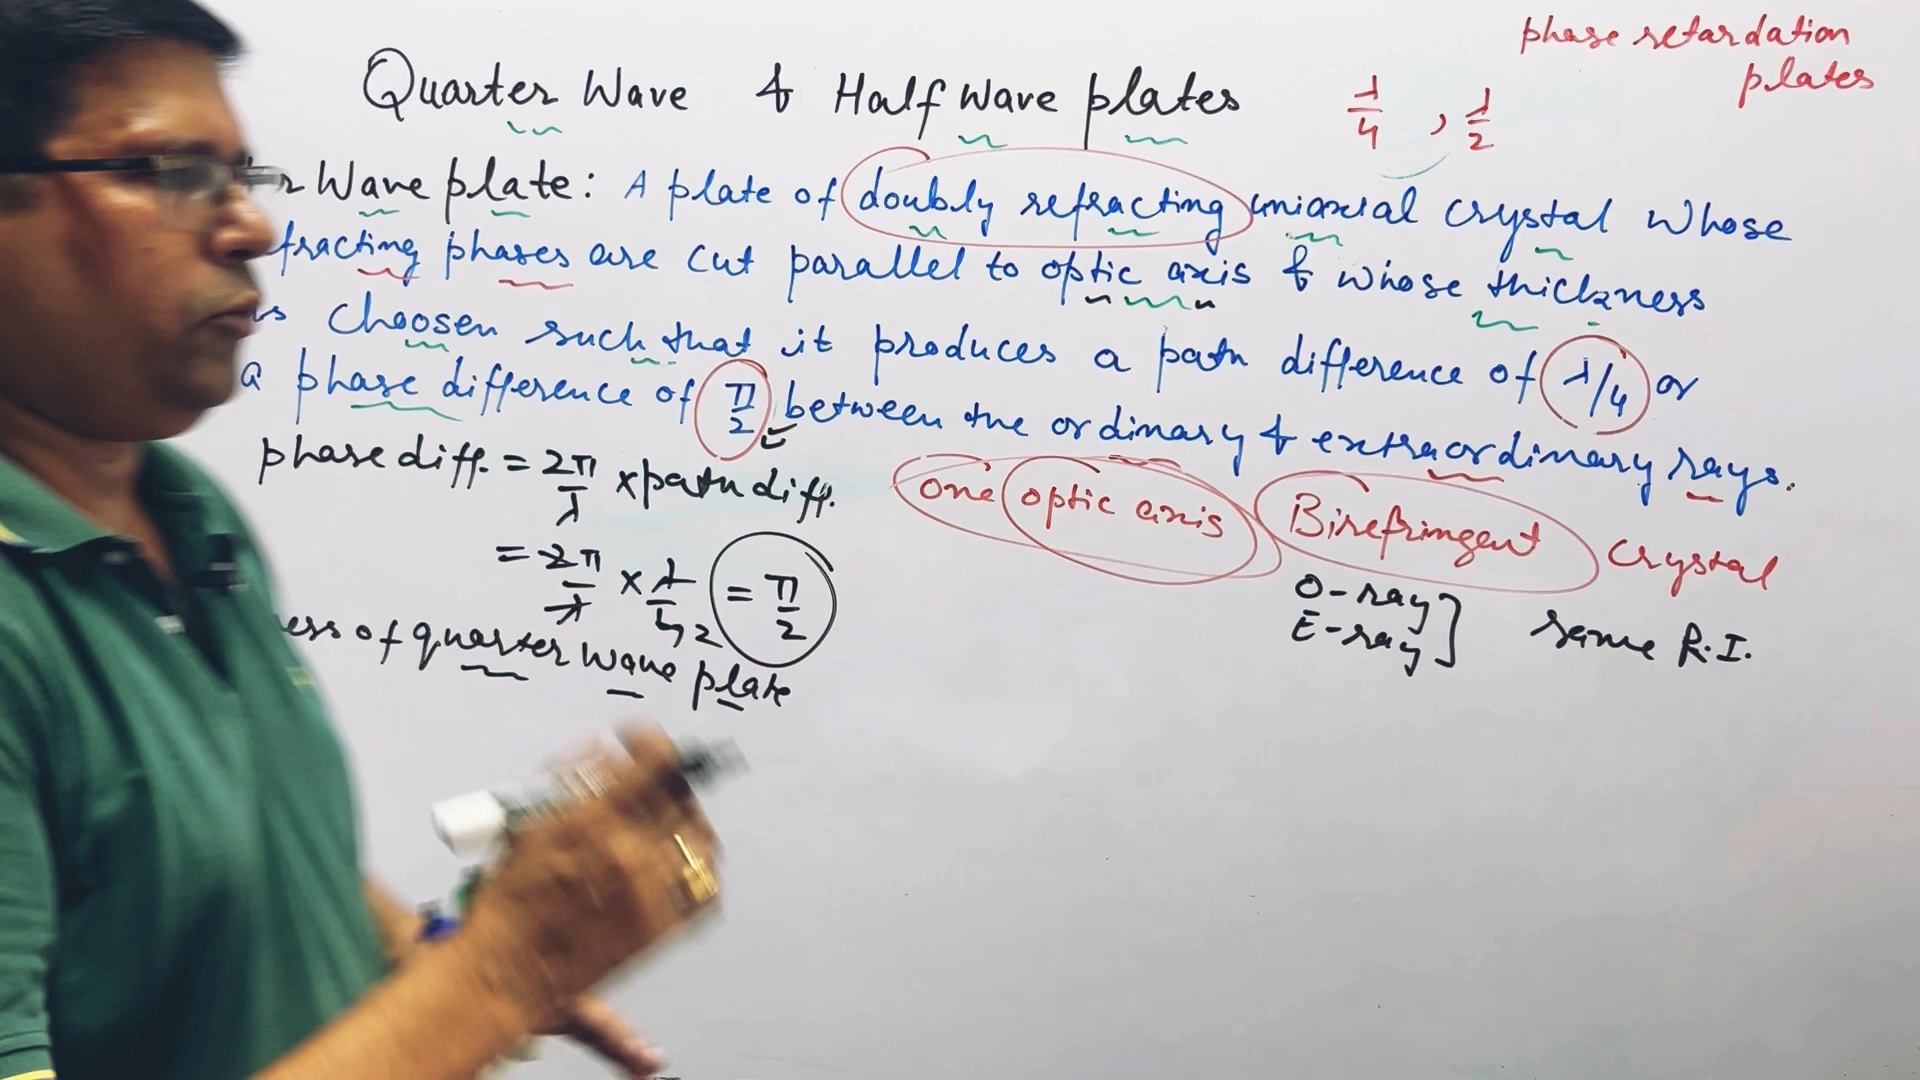 phase retardation
plates
Quarter Wave & Half wave plates
λ/4 , λ/2
Wave plate: A plate of doubly refracting uniaxial crystal whose
fracting phases are cut parallel to optic axis & whose thickness
choosen such that it produces a path difference of λ/4 or
a phase difference of π/2 between the ordinary & extraordinary rays.
phase diff. = 2π/λ × path diff.
= 2π/λ × λ/4 2 = π/2
one optic axis Birefringent crystal
O-ray
E-ray ] same R.I.
ess of quarter wave plate